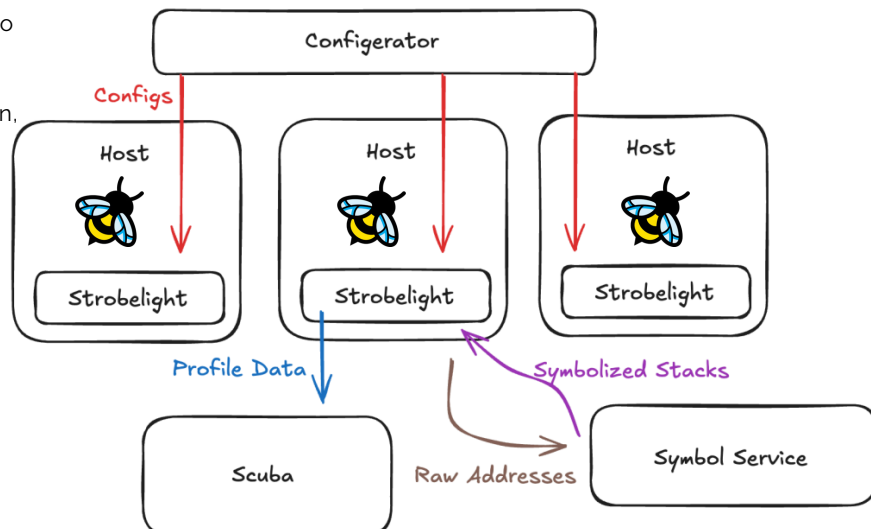 o
Configerator
Configs
n,
Host
Host
Host
Strobelight
Strobelight
Strobelight
Profile Data
Symbolized Stacks
Scuba
Raw Addresses
Symbol Service